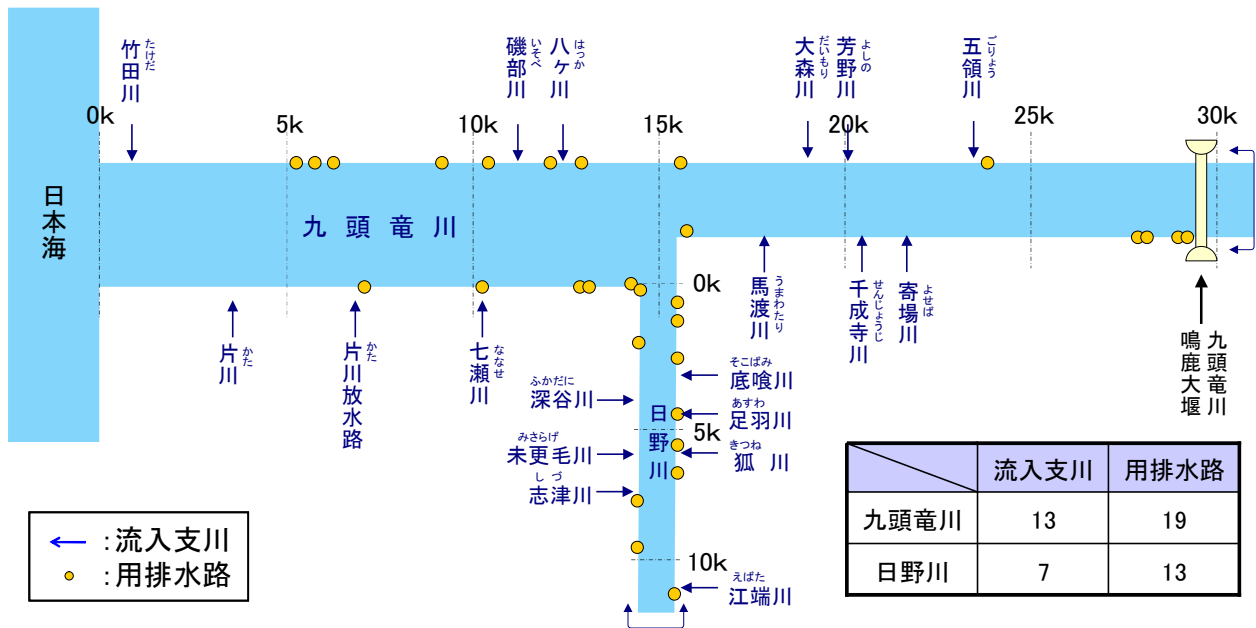 竹田川
たけだ
磯部川
いそべ
八ケ川
はっか
大森川
だいもり
芳野川
よしの
五領川
ごりょう
0k
5k
10k
15k
20k
25k
30k
日本海
九頭竜川
片川
かた
片川放水路
かた
七瀬川
ななせ
馬渡川
うまわたり
千成寺川
せんじょうじ
寄場川
よせば
九頭竜川
鳴鹿大堰
0k
5k
10k
日野川
ふかだに
深谷川
みさらげ
未更毛川
しづ
志津川
そこばみ
底喰川
あすわ
足羽川
きつね
狐川
えばた
江端川
:流入支川
:用排水路
流入支川 用排水路
九頭竜川 13 19
日野川 7 13